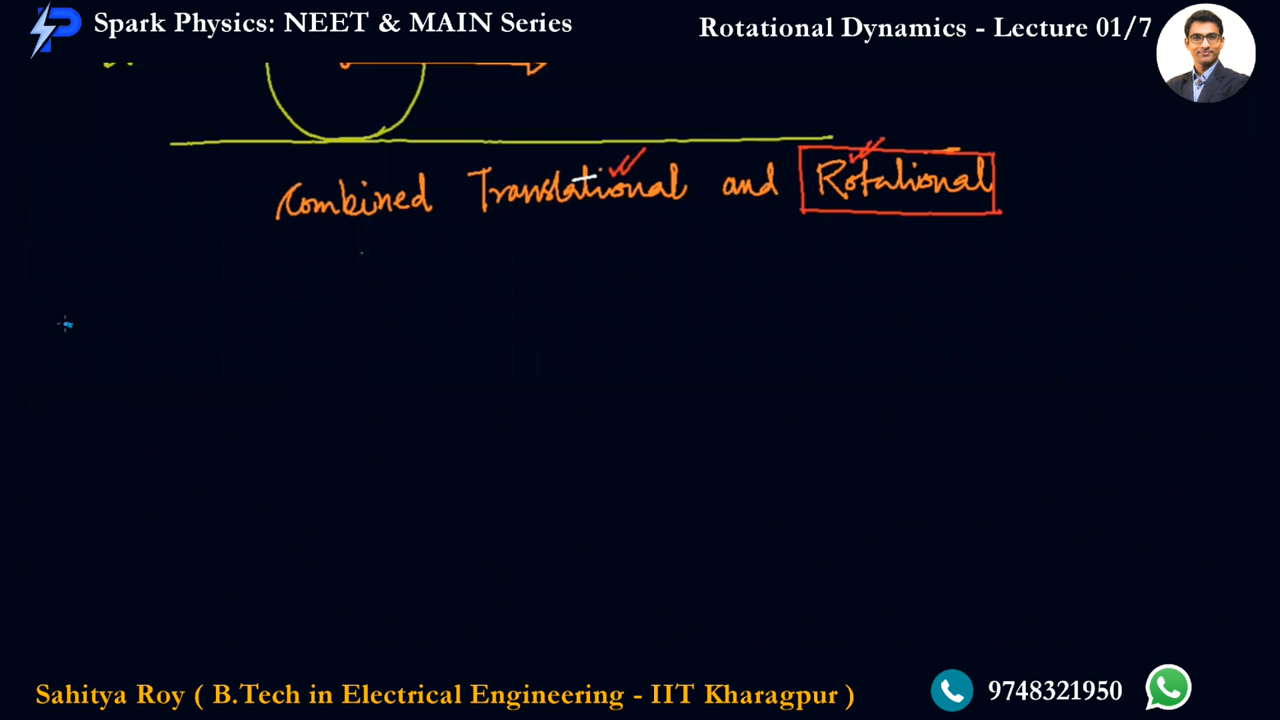 Spark Physics: NEET & MAIN Series
Rotational Dynamics - Lecture 01/7
Combined Translational and Rotational
Sahitya Roy ( B.Tech in Electrical Engineering - IIT Kharagpur )
9748321950